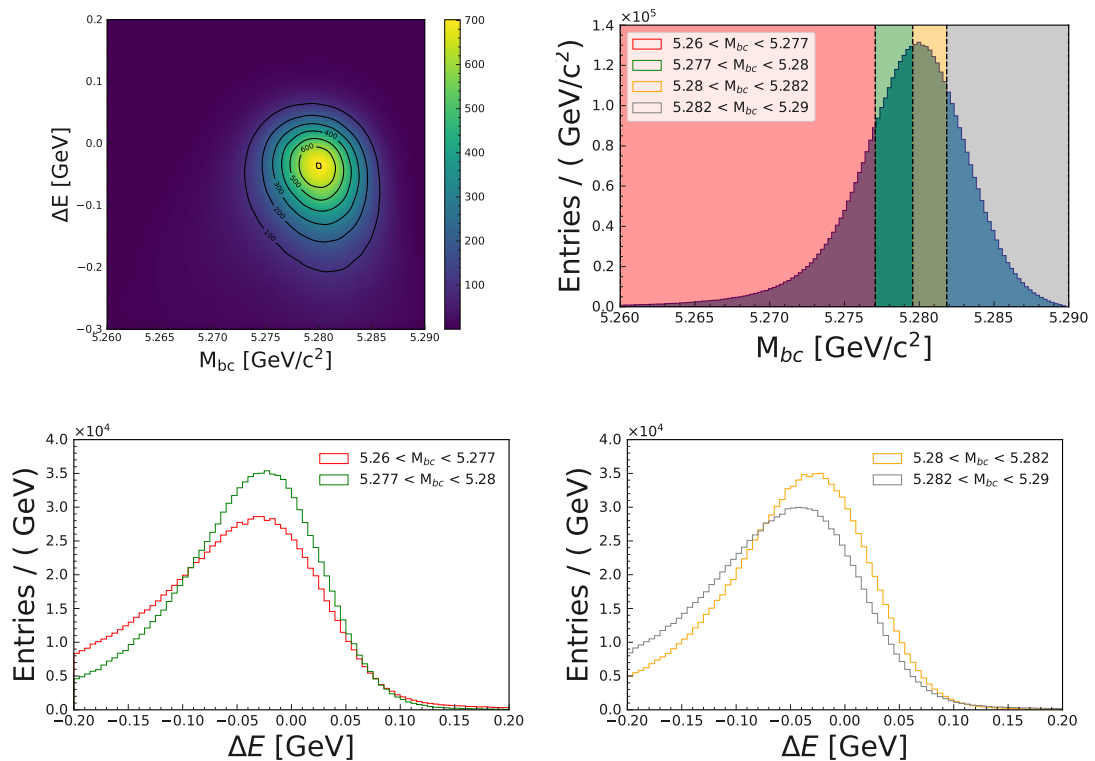 0.2
0.1
0.0
−0.1
−0.2
−0.3
ΔE [GeV]
5.260 5.270 5.275 5.280 5.285 5.290
M_bc [GeV/c²]
700
600
500
400
300
200
100
400
600
500
300
200
100
×10⁵
1.4
1.2
1.0
0.8
0.6
0.4
0.2
0.0
Entries / ( GeV/c²)
5.26 < M_bc < 5.277
5.277 < M_bc < 5.28
5.28 < M_bc < 5.282
5.282 < M_bc < 5.29
5.260 5.270 5.275 5.280 5.285 5.290
M_bc [GeV/c²]
×10⁴
4.0
3.5
3.0
2.5
2.0
1.5
1.0
0.5
0.0
Entries / ( GeV)
5.26 < M_bc < 5.277
5.277 < M_bc < 5.28
−0.20 −0.15 −0.10 −0.05 0.00 0.05 0.10 0.15 0.20
ΔE [GeV]
×10⁴
4.0
3.5
3.0
2.5
2.0
1.5
1.0
0.5
0.0
Entries / ( GeV)
5.28 < M_bc < 5.282
5.282 < M_bc < 5.29
−0.20 −0.15 −0.10 −0.05 0.00 0.05 0.10 0.15 0.20
ΔE [GeV]